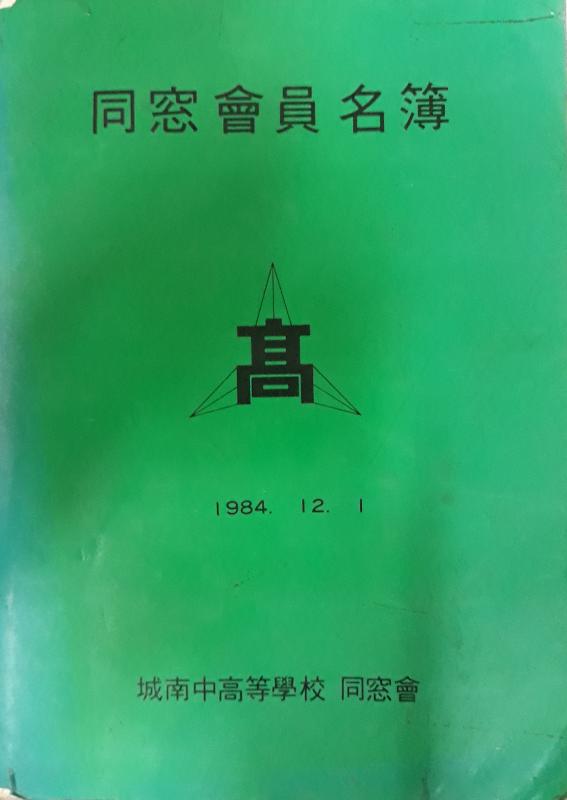 同窓會員名簿
髙
1984. 12. 1
城南中高等學校 同窓會